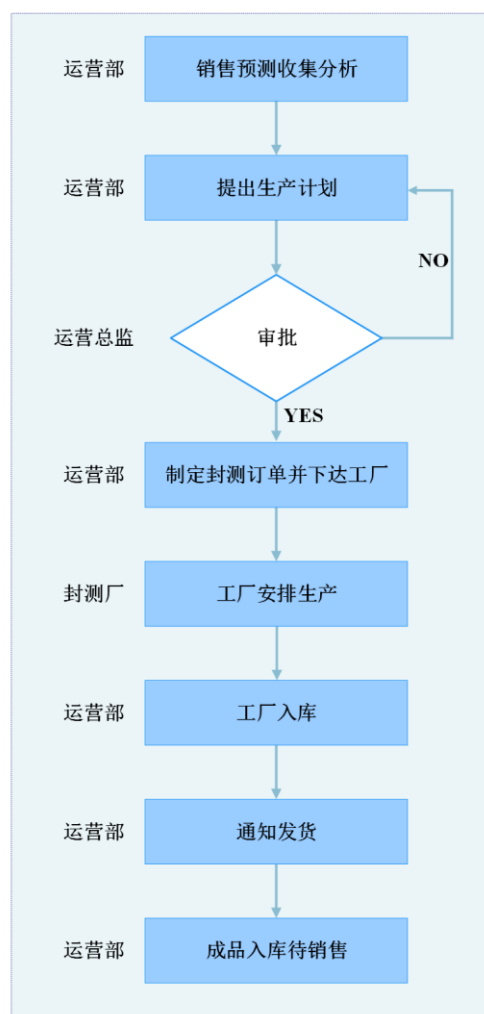 运营部 销售预测收集分析
运营部 提出生产计划
NO
运营总监 审批
YES
运营部 制定封测订单并下达工厂
封测厂 工厂安排生产
运营部 工厂入库
运营部 通知发货
运营部 成品入库待销售